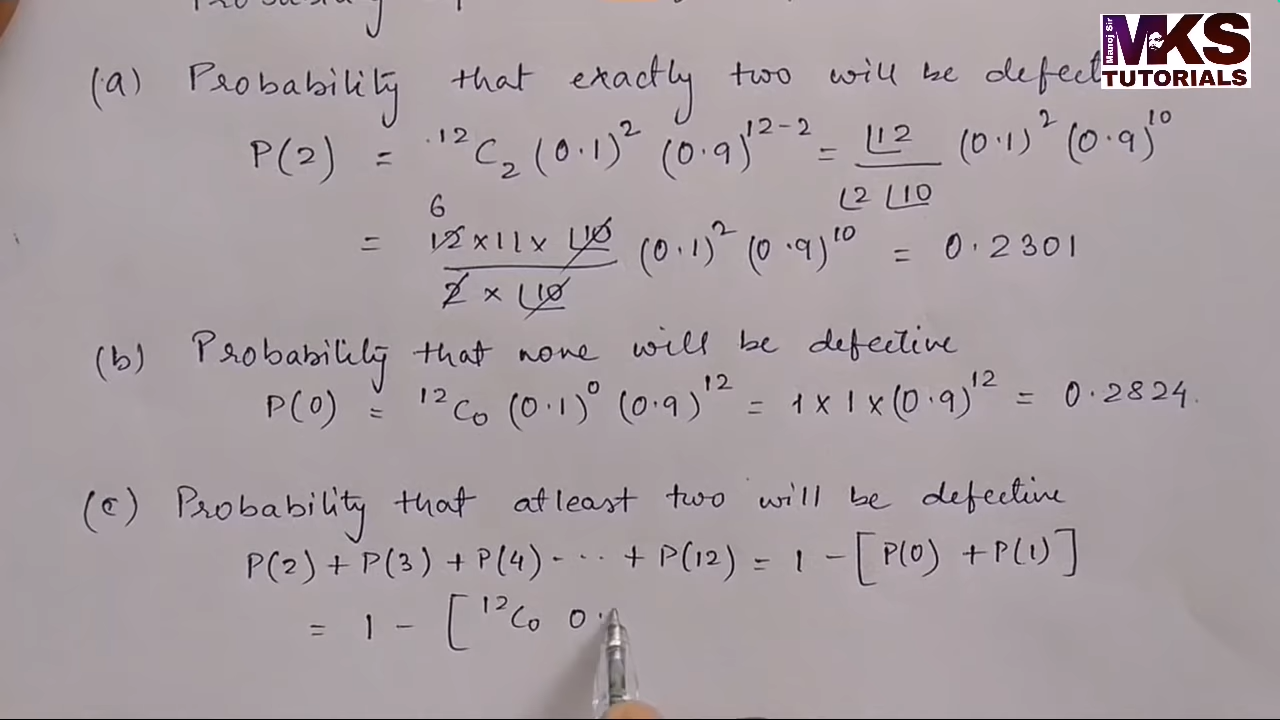 Manoj Sir
MKS
TUTORIALS
(a) Probability that exactly two will be
P(2) = ¹²C₂ (0.1)² (0.9)¹²⁻² = ⌊12 / ⌊2 ⌊10 (0.1)² (0.9)¹⁰
6
= 12 × 11 × ⌊10 / 2 × ⌊10 (0.1)² (0.9)¹⁰ = 0.2301
(b) Probability that none will be defective
P(0) = ¹²C₀ (0.1)⁰ (0.9)¹² = 1 × 1 × (0.9)¹² = 0.2824.
(c) Probability that atleast two will be defective
P(2) + P(3) + P(4) - ... + P(12) = 1 - [P(0) + P(1)]
= 1 - [ ¹²C₀ 0.